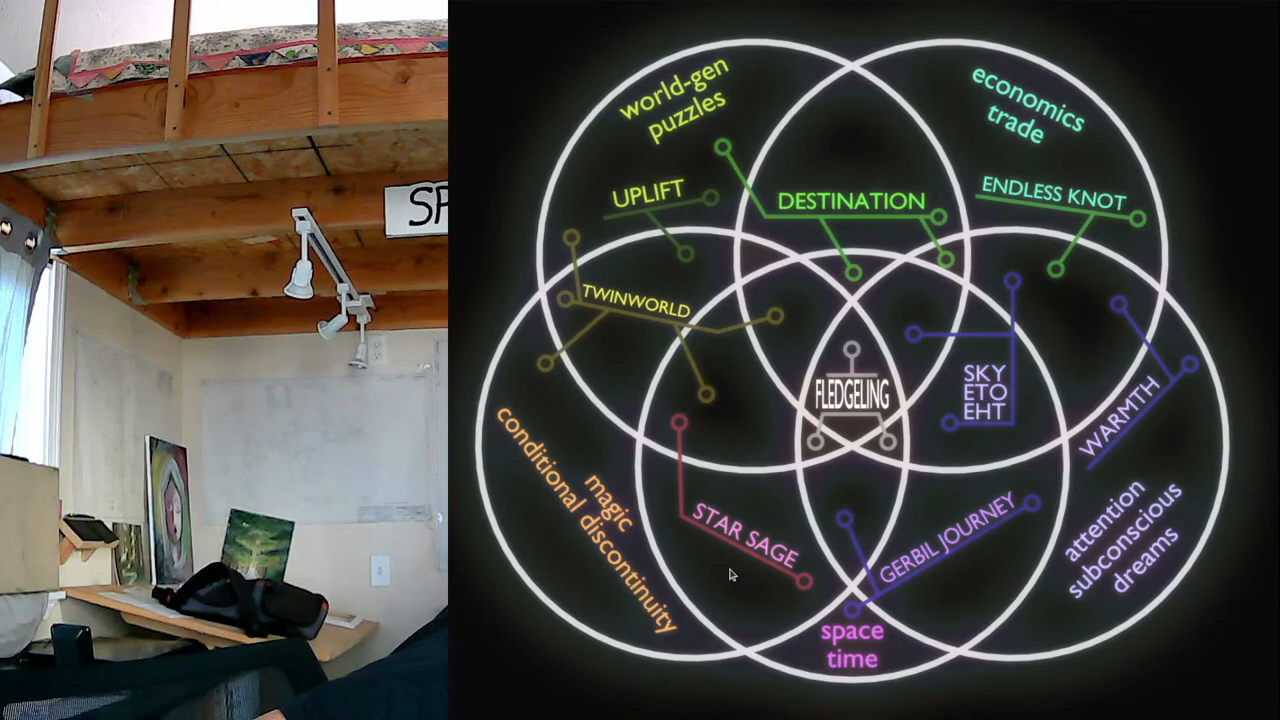 world-gen
puzzles
economics
trade
UPLIFT
DESTINATION
ENDLESS KNOT
SP
TWINWORLD
FLEDGELING
SKY
ETO
EHT
WARMTH
magic
conditional discontinuity
STAR SAGE
GERBIL JOURNEY
attention
subconscious
dreams
space
time